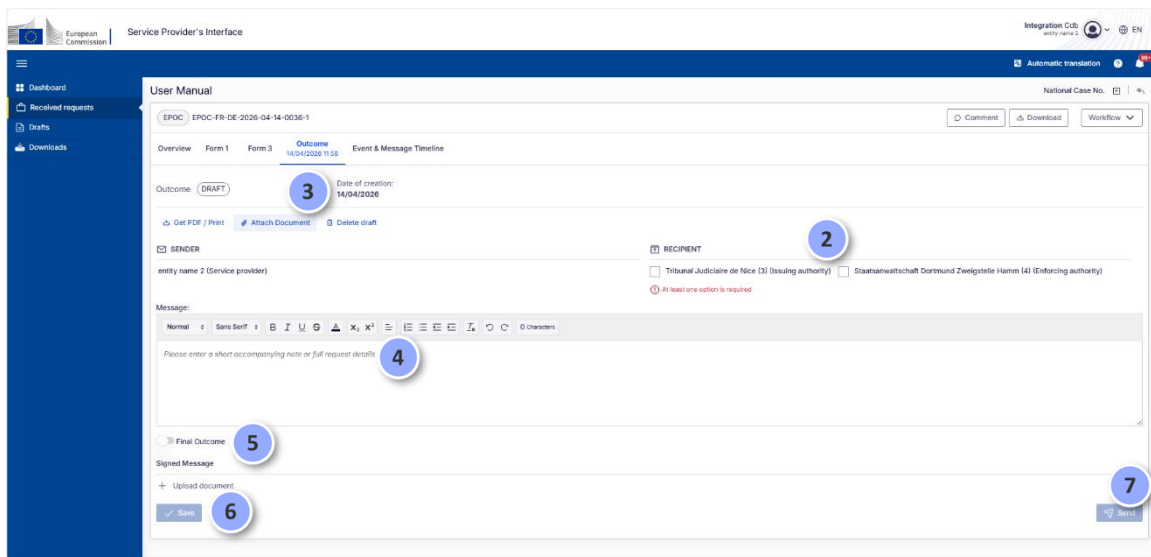 European Commission
Service Provider's Interface
Integration Cdb
entity name 2
EN
Automatic translation
99+
Dashboard
Received requests
Drafts
Downloads
User Manual
National Case No.
EPOC EPOC-FR-DE-2026-04-14-0036-1
Comment Download Workflow
Overview Form 1 Form 3 Outcome Event & Message Timeline
14/04/2026 11:58
Outcome DRAFT
3
Date of creation:
14/04/2026
Get PDF / Print Attach Document Delete draft
2
SENDER
RECIPIENT
entity name 2 (Service provider)
Tribunal Judiciaire de Nice (3) (Issuing authority) Staatsanwaltschaft Dortmund Zweigstelle Hamm (4) (Enforcing authority)
At least one option is required
Message:
Normal Sans Serif B I U S A X₂ X² Tx 0 Characters
Please enter a short accompanying note or full request details
4
Final Outcome
5
Signed Message
+ Upload document
Save
6
7
Send